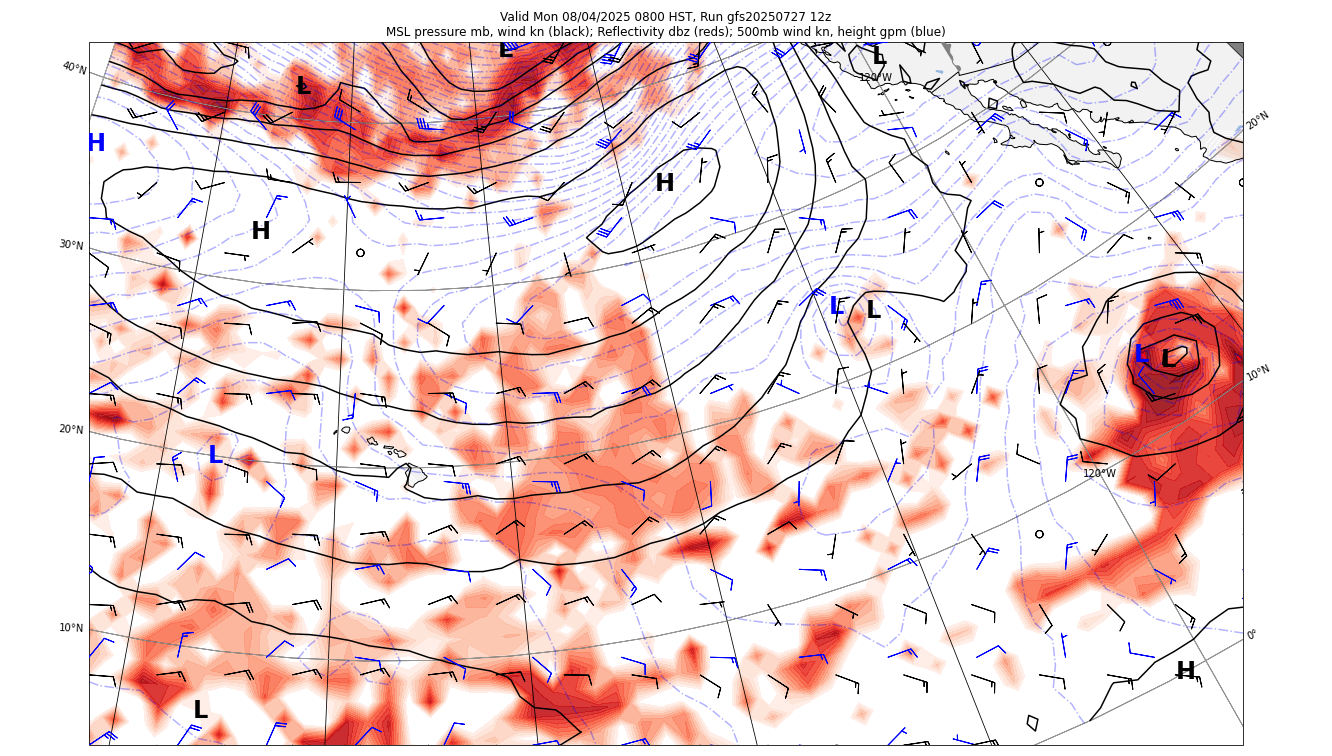 Valid Mon 08/04/2025 0800 HST, Run gfs20250727 12z
MSL pressure mb, wind kn (black); Reflectivity dbz (reds); 500mb wind kn, height gpm (blue)
L
L
120°W
40°N
L
20°N
H
H
H
30°N
L
L
L
L
10°N
20°N
L
120°W
10°N
0°
H
L